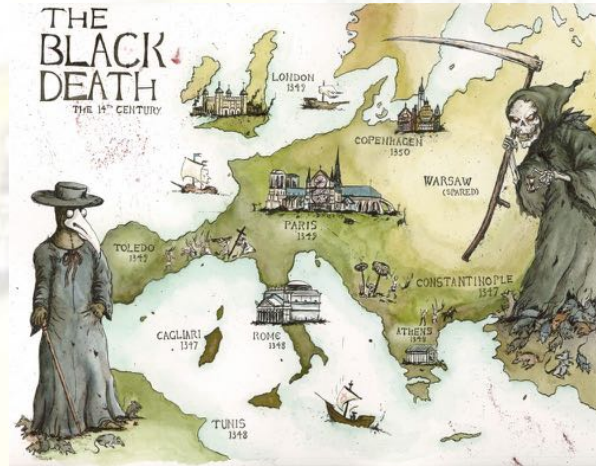 THE
BLACK
DEATH
THE 14TH CENTURY
LONDON
1349
COPENHAGEN
1350
WARSAW
(SPARED)
PARIS
1349
TOLEDO
1349
CONSTANTINOPLE
1347
CAGLIARI
1347
ROME
1348
ATHENS
TUNIS
1348